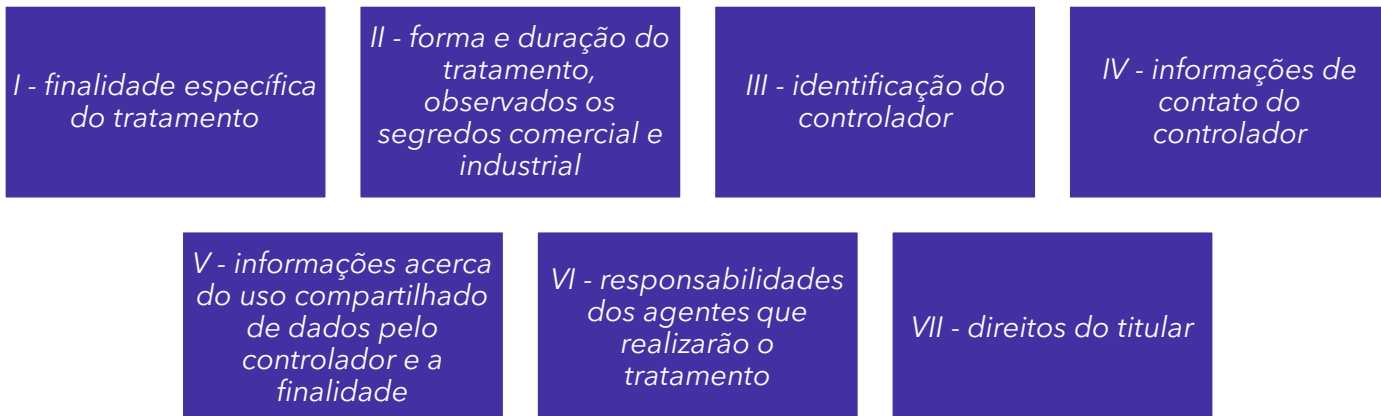 I - finalidade específica
do tratamento
II - forma e duração do
tratamento,
observados os
segredos comercial e
industrial
III - identificação do
controlador
IV - informações de
contato do
controlador
V - informações acerca
do uso compartilhado
de dados pelo
controlador e a
finalidade
VI - responsabilidades
dos agentes que
realizarão o
tratamento
VII - direitos do titular